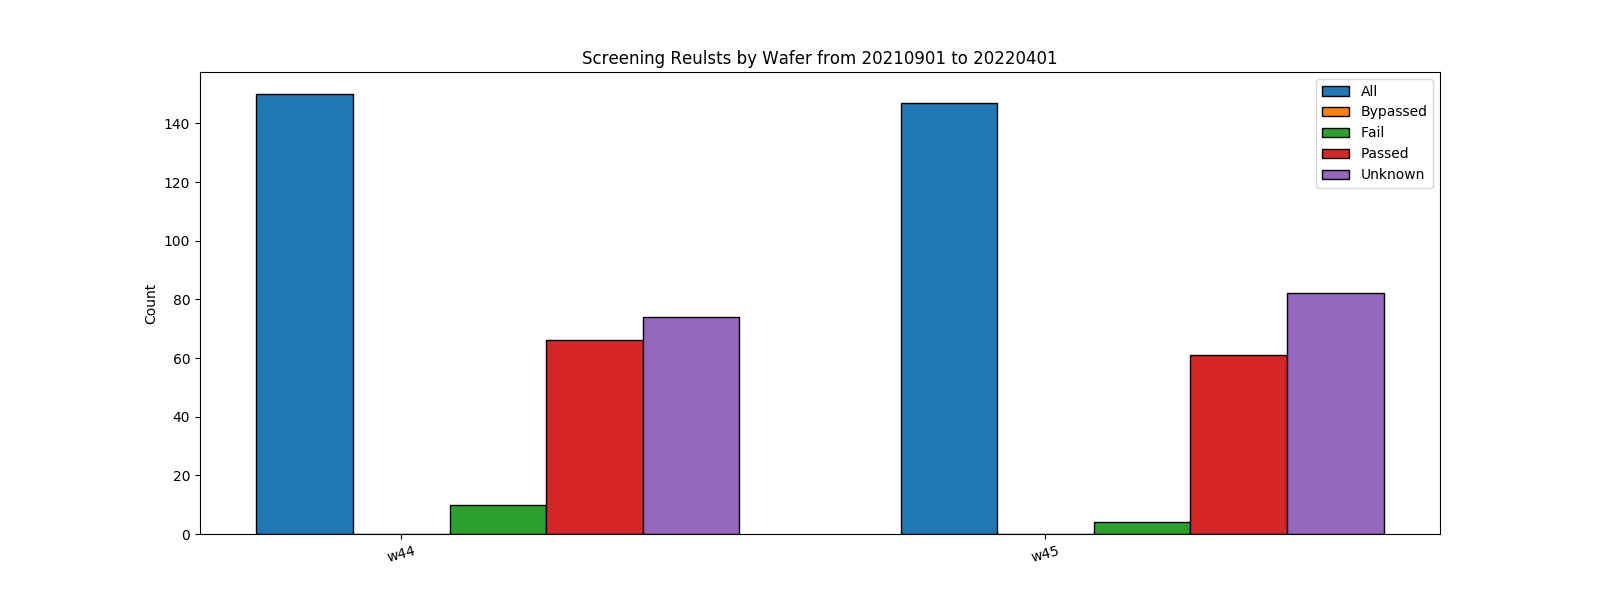 Screening Reulsts by Wafer from 20210901 to 20220401
All
Bypassed
Fail
Passed
Unknown
Count
140
120
100
80
60
40
20
0
w44
w45